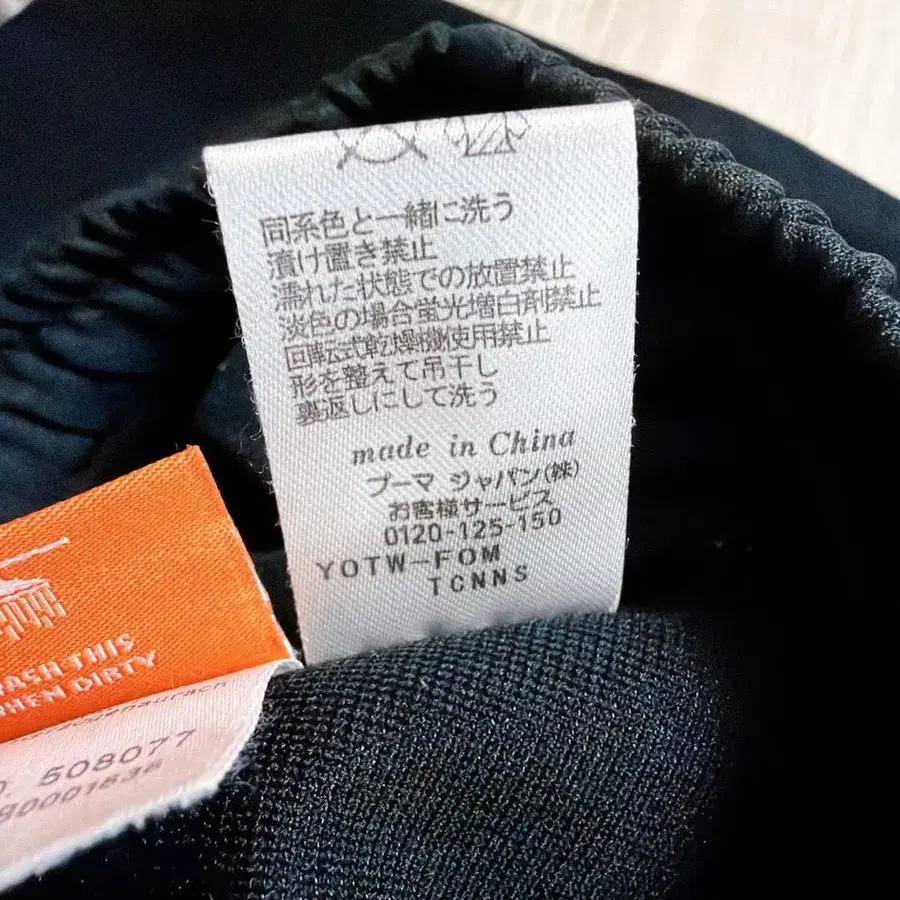 同系色と一緒に洗う
漬け置き禁止
濡れた状態での放置禁止
淡色の場合蛍光増白剤禁止
回転式乾燥機使用禁止
形を整えて吊干し
裏返しにして洗う
made in China
プーマ ジャパン(株)
お客様サービス
0120-125-150
YOTW-FOM
TCNNS
ASH THIS
HEN DIRTY
508077